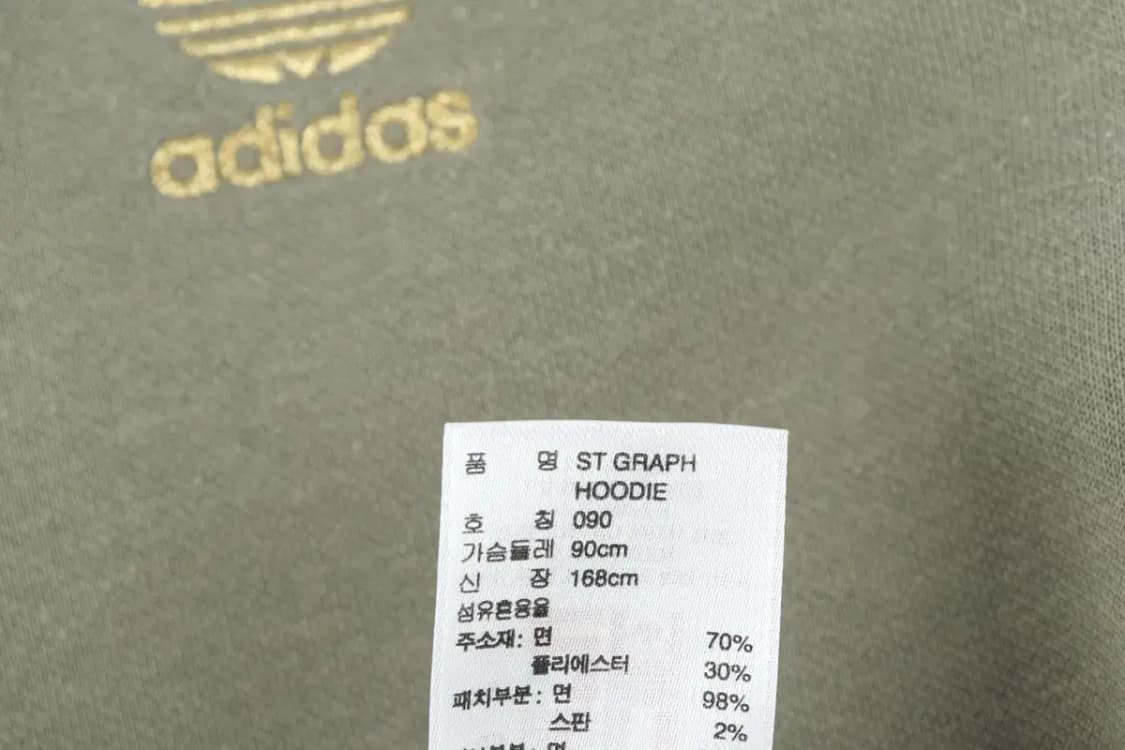 adidas
품 명 ST GRAPH
HOODIE
호 칭 090
가슴둘레 90cm
신 장 168cm
섬유혼용율
주소재: 면 70%
폴리에스터 30%
패치부분: 면 98%
스판 2%